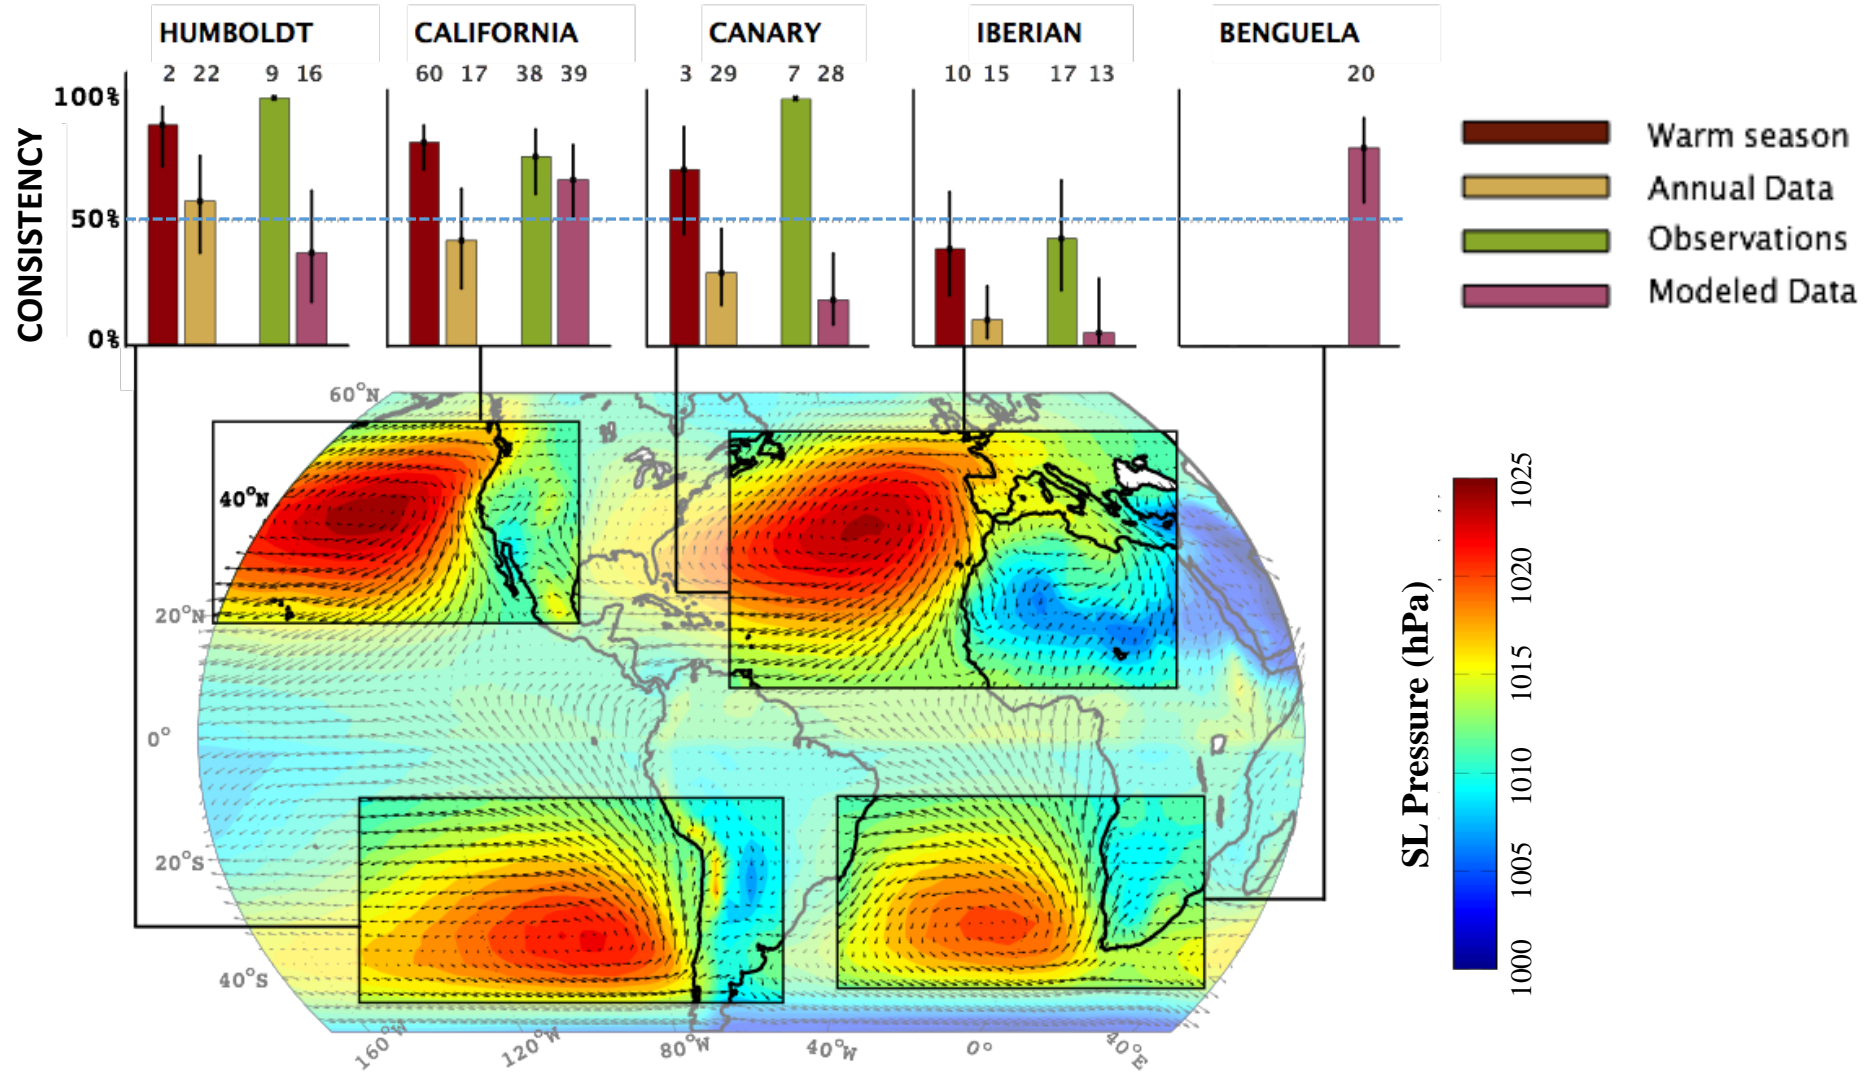 HUMBOLDT CALIFORNIA CANARY IBERIAN BENGUELA
2 22 9 16 60 17 38 39 3 29 7 28 10 15 17 13 20
100%
50%
0%
CONSISTENCY
Warm season
Annual Data
Observations
Modeled Data
60°N
40°N
20°N
0°
20°S
40°S
160°W 120°W 80°W 40°W 0° 40°E
SL Pressure (hPa)
1025
1020
1015
1010
1005
1000